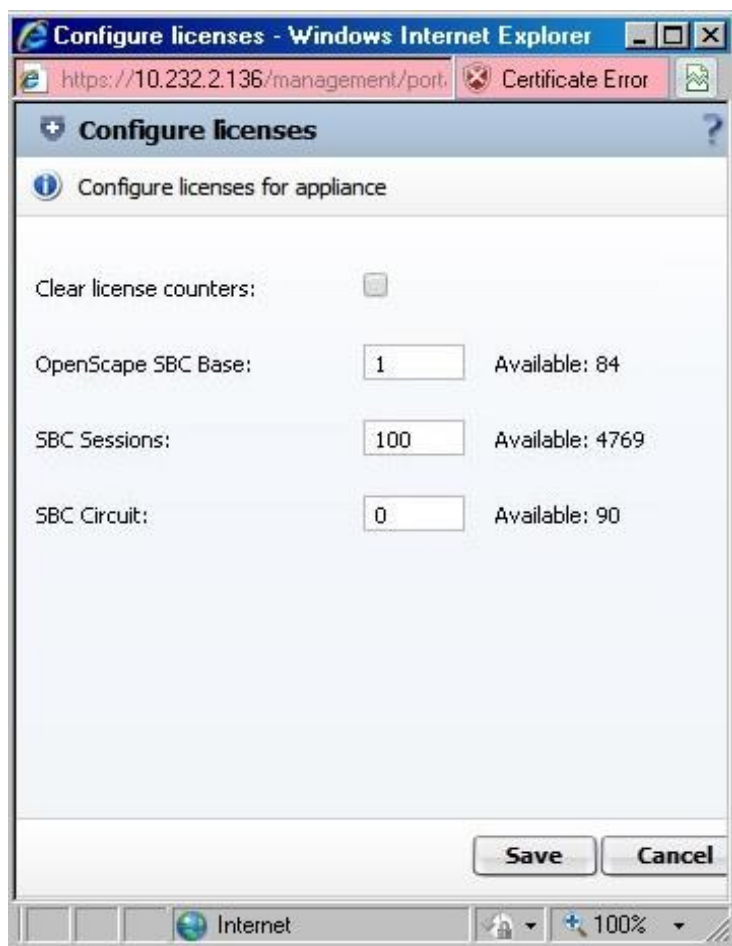 Configure licenses - Windows Internet Explorer
https://10.232.2.136/management/port Certificate Error
Configure licenses ?
Configure licenses for appliance
Clear license counters:
OpenScape SBC Base: 1 Available: 84
SBC Sessions: 100 Available: 4769
SBC Circuit: 0 Available: 90
Save Cancel
Internet 100%